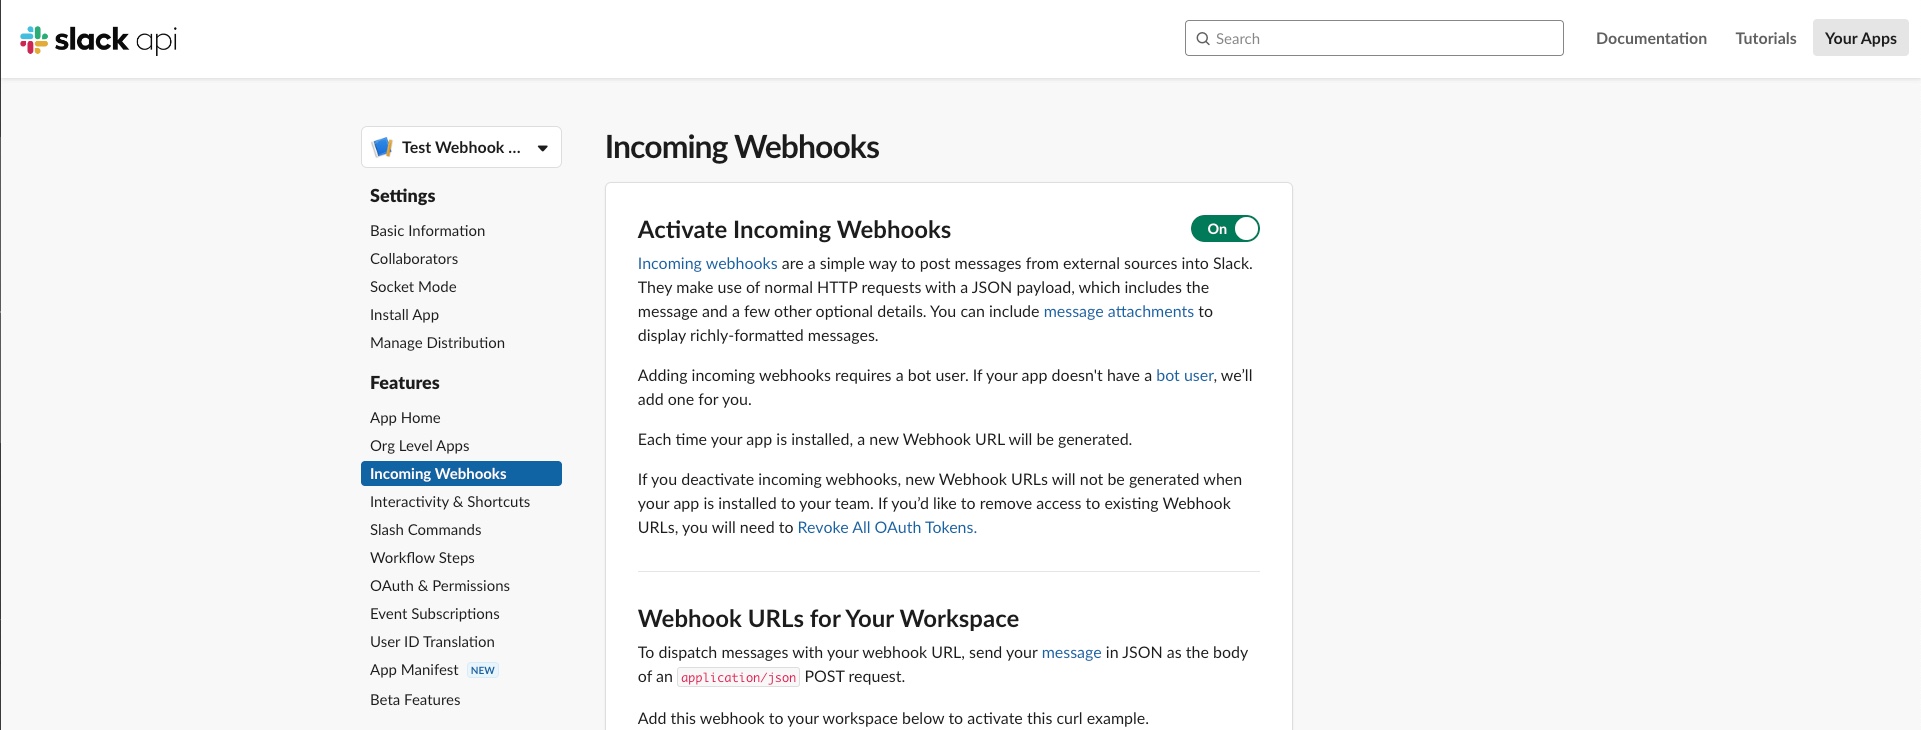 slack api
Search
Documentation
Tutorials
Your Apps
Test Webhook ...
Settings
Basic Information
Collaborators
Socket Mode
Install App
Manage Distribution
Features
App Home
Org Level Apps
Incoming Webhooks
Interactivity & Shortcuts
Slash Commands
Workflow Steps
OAuth & Permissions
Event Subscriptions
User ID Translation
App Manifest NEW
Beta Features
Incoming Webhooks
Activate Incoming Webhooks
On
Incoming webhooks are a simple way to post messages from external sources into Slack.
They make use of normal HTTP requests with a JSON payload, which includes the
message and a few other optional details. You can include message attachments to
display richly-formatted messages.
Adding incoming webhooks requires a bot user. If your app doesn't have a bot user, we’ll
add one for you.
Each time your app is installed, a new Webhook URL will be generated.
If you deactivate incoming webhooks, new Webhook URLs will not be generated when
your app is installed to your team. If you’d like to remove access to existing Webhook
URLs, you will need to Revoke All OAuth Tokens.
Webhook URLs for Your Workspace
To dispatch messages with your webhook URL, send your message in JSON as the body
of an application/json POST request.
Add this webhook to your workspace below to activate this curl example.